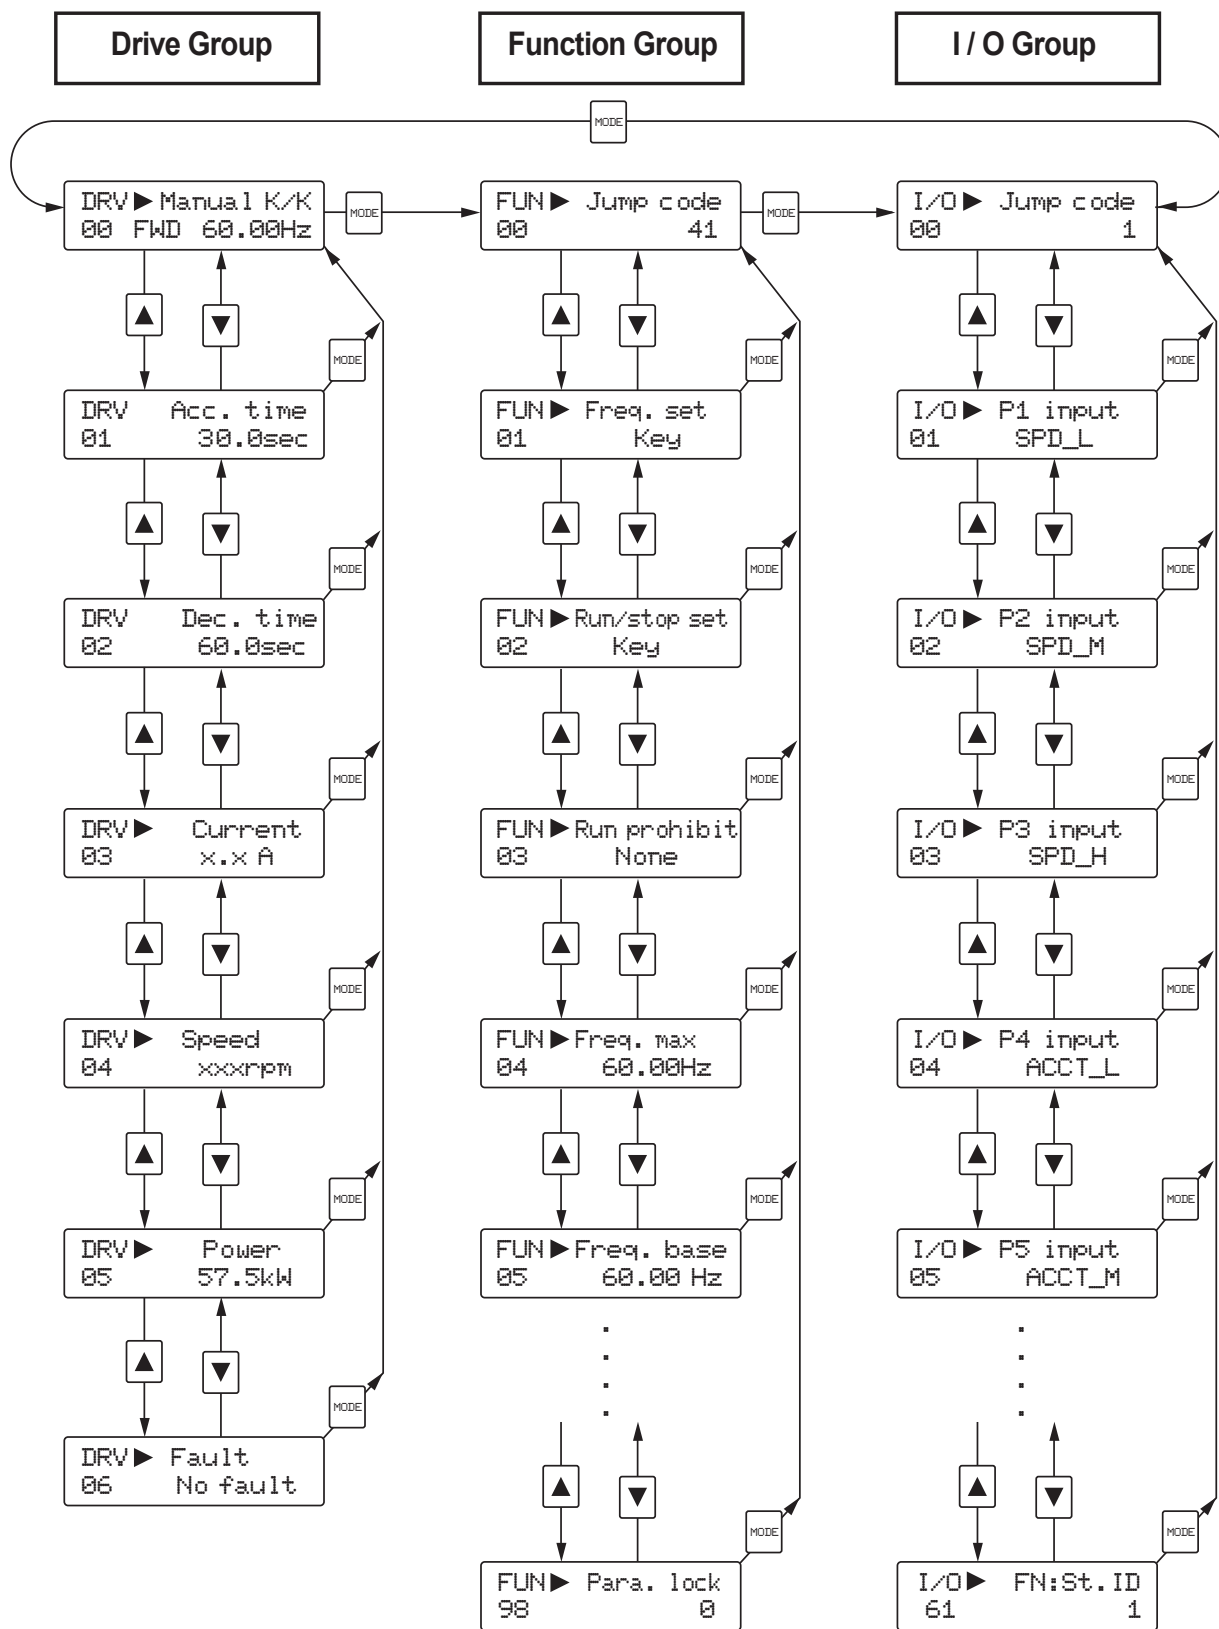 Drive Group
Function Group
I / O Group
MODE
DRV ▶ Manual K/K
00 FWD 60.00Hz
MODE
FUN ▶ Jump code
00 41
MODE
I/O ▶ Jump code
00 1
▲ ▼
▲ ▼
▲ ▼
MODE
MODE
MODE
DRV Acc. time
01 30.0sec
FUN ▶ Freq. set
01 Key
I/O ▶ P1 input
01 SPD_L
▲ ▼
▲ ▼
▲ ▼
MODE
MODE
MODE
DRV Dec. time
02 60.0sec
FUN ▶ Run/stop set
02 Key
I/O ▶ P2 input
02 SPD_M
▲ ▼
▲ ▼
▲ ▼
MODE
MODE
MODE
DRV ▶ Current
03 x.x A
FUN ▶ Run prohibit
03 None
I/O ▶ P3 input
03 SPD_H
▲ ▼
▲ ▼
▲ ▼
MODE
MODE
MODE
DRV ▶ Speed
04 xxxrpm
FUN ▶ Freq. max
04 60.00Hz
I/O ▶ P4 input
04 ACCT_L
▲ ▼
▲ ▼
▲ ▼
MODE
MODE
MODE
DRV ▶ Power
05 57.5kW
FUN ▶ Freq. base
05 60.00 Hz
I/O ▶ P5 input
05 ACCT_M
▲ ▼
MODE
DRV ▶ Fault
06 No fault
▲ ▼
▲ ▼
MODE
MODE
FUN ▶ Para. lock
98 0
I/O ▶ FN:St.ID
61 1